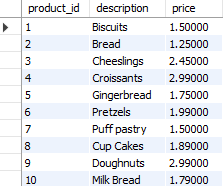 product_id description price
1 Biscuits 1.50000
2 Bread 1.25000
3 Cheeslings 2.45000
4 Croissants 2.99000
5 Gingerbread 1.75000
6 Pretzels 1.99000
7 Puff pastry 1.50000
8 Cup Cakes 1.89000
9 Doughnuts 2.99000
10 Milk Bread 1.79000